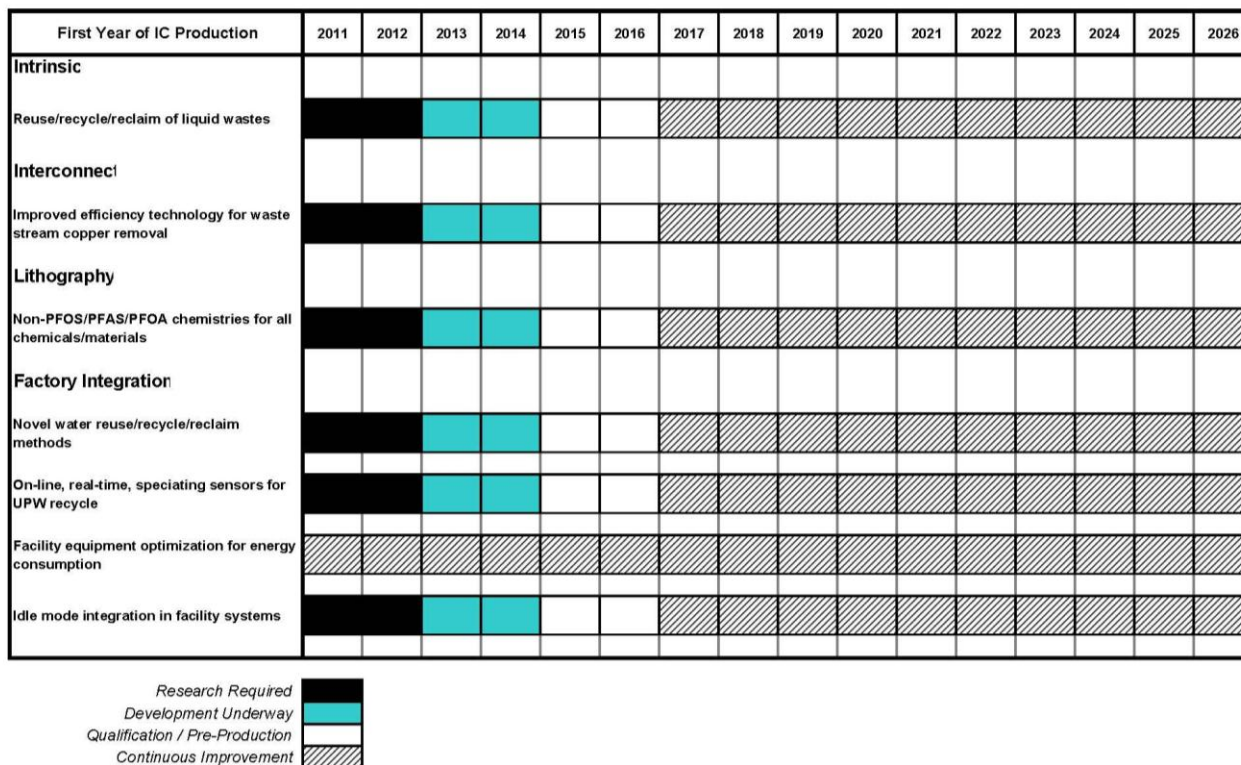 First Year of IC Production 2011 2012 2013 2014 2015 2016 2017 2018 2019 2020 2021 2022 2023 2024 2025 2026
Intrinsic
Reuse/recycle/reclaim of liquid wastes
Interconnect
Improved efficiency technology for waste
stream copper removal
Lithography
Non-PFOS/PFAS/PFOA chemistries for all
chemicals/materials
Factory Integration
Novel water reuse/recycle/reclaim
methods
On-line, real-time, speciating sensors for
UPW recycle
Facility equipment optimization for energy
consumption
Idle mode integration in facility systems
Research Required
Development Underway
Qualification / Pre-Production
Continuous Improvement